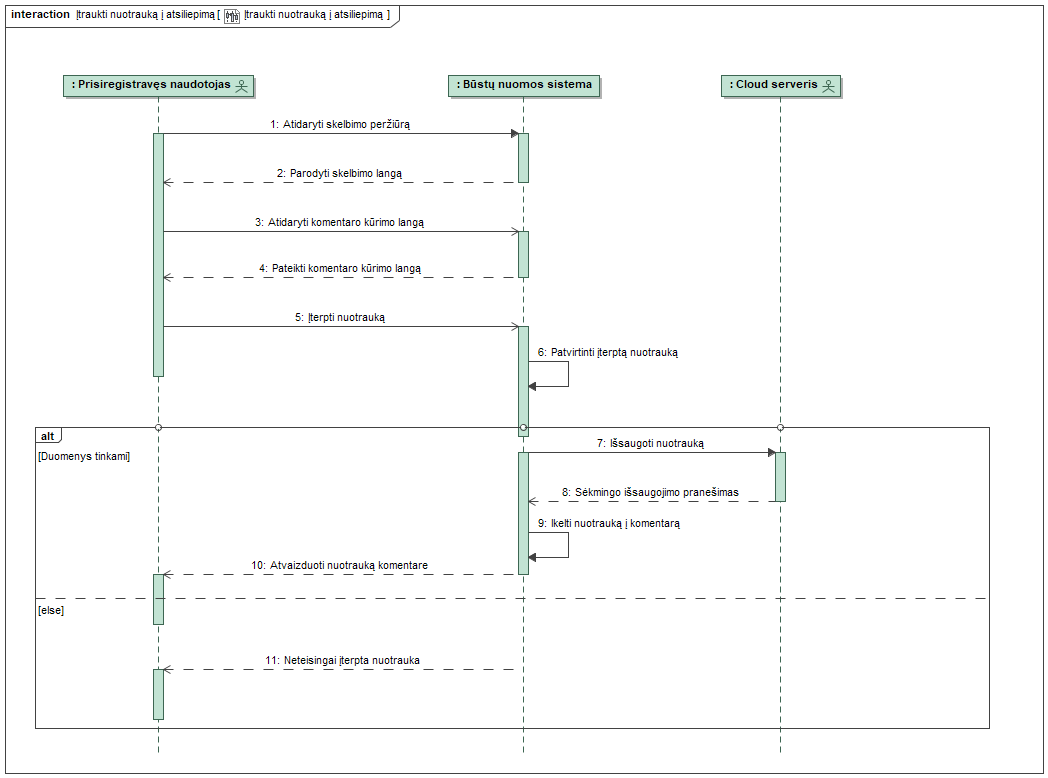 interaction Įtraukti nuotrauką į atsiliepimą [ Įtraukti nuotrauką į atsiliepimą ]
: Prisiregistravęs naudotojas
: Būstų nuomos sistema
: Cloud serveris
1: Atidaryti skelbimo peržiūrą
2: Parodyti skelbimo langą
3: Atidaryti komentaro kūrimo langą
4: Pateikti komentaro kūrimo langą
5: Įterpti nuotrauką
6: Patvirtinti įterptą nuotrauką
alt
[Duomenys tinkami]
7: Išsaugoti nuotrauką
8: Sėkmingo išsaugojimo pranešimas
9: Ikelti nuotrauką į komentarą
10: Atvaizduoti nuotrauką komentare
[else]
11: Neteisingai įterpta nuotrauka